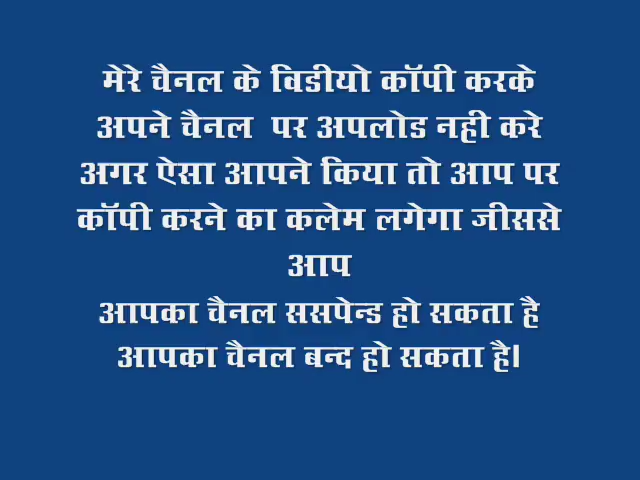 मेरे चैनल के विडीयो कॉपी करके
अपने चैनल पर अपलोड नही करे
अगर ऐसा आपने किया तो आप पर
कॉपी करने का कलेम लगेगा जीससे
आप
आपका चैनल ससपेन्ड हो सकता है
आपका चैनल बन्द हो सकता है।